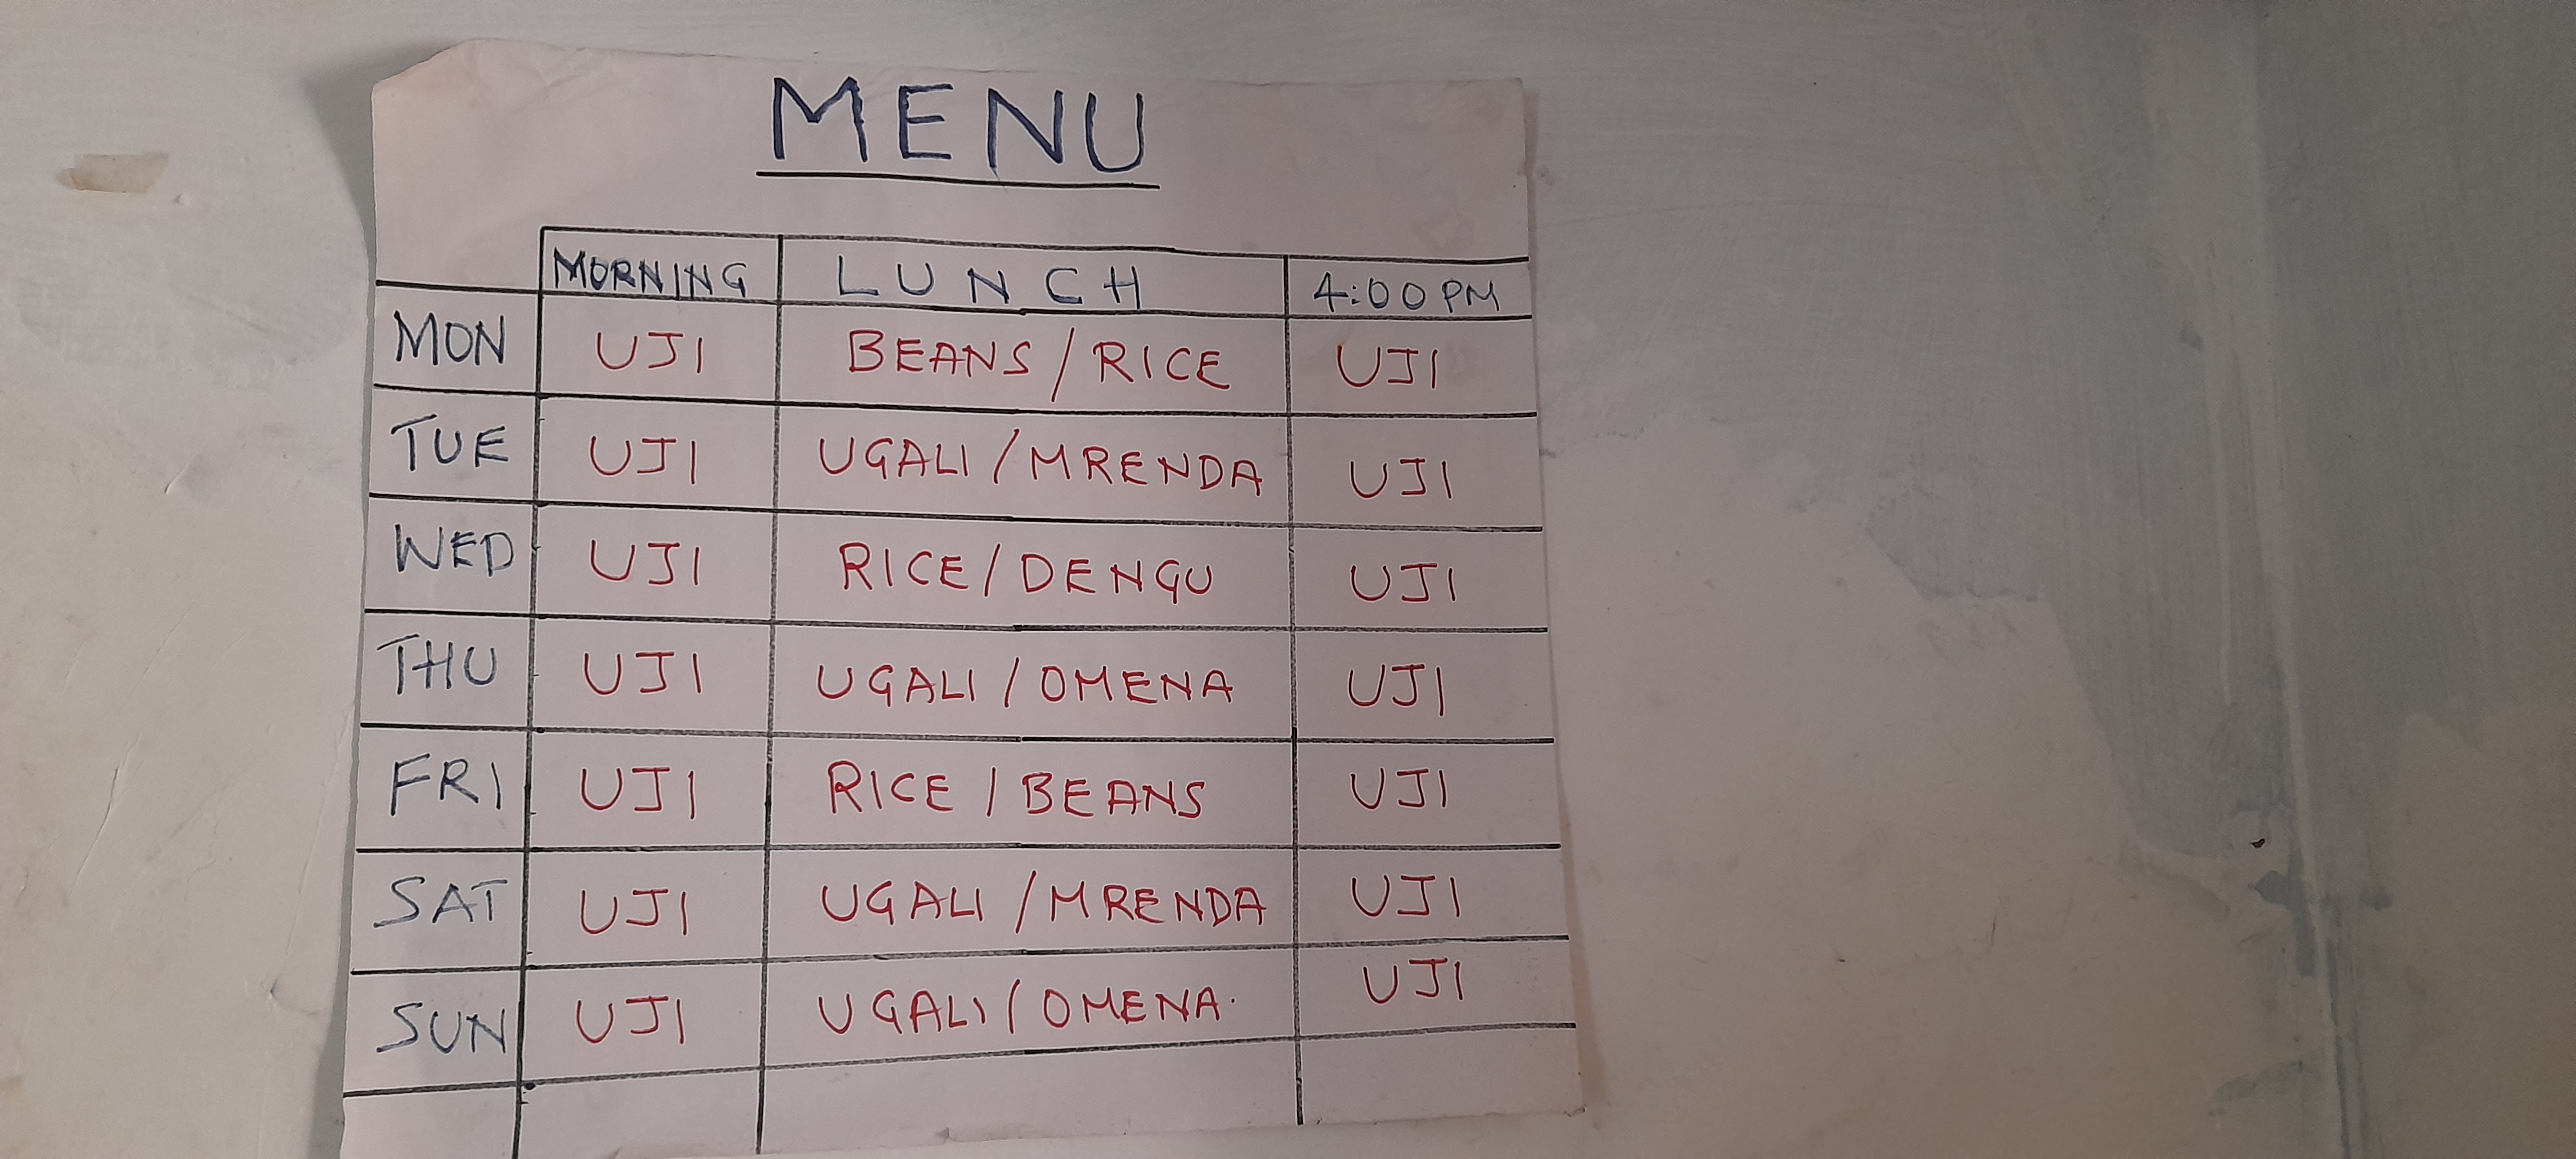 MENU
MORNING LUNCH 4:00PM
MON UJI BEANS/RICE UJI
TUE UJI UGALI/MRENDA UJI
WED UJI RICE/DENGU UJI
THU UJI UGALI/OMENA UJI
FRI UJI RICE/BEANS UJI
SAT UJI UGALI/MRENDA UJI
SUN UJI UGALI/OMENA. UJI